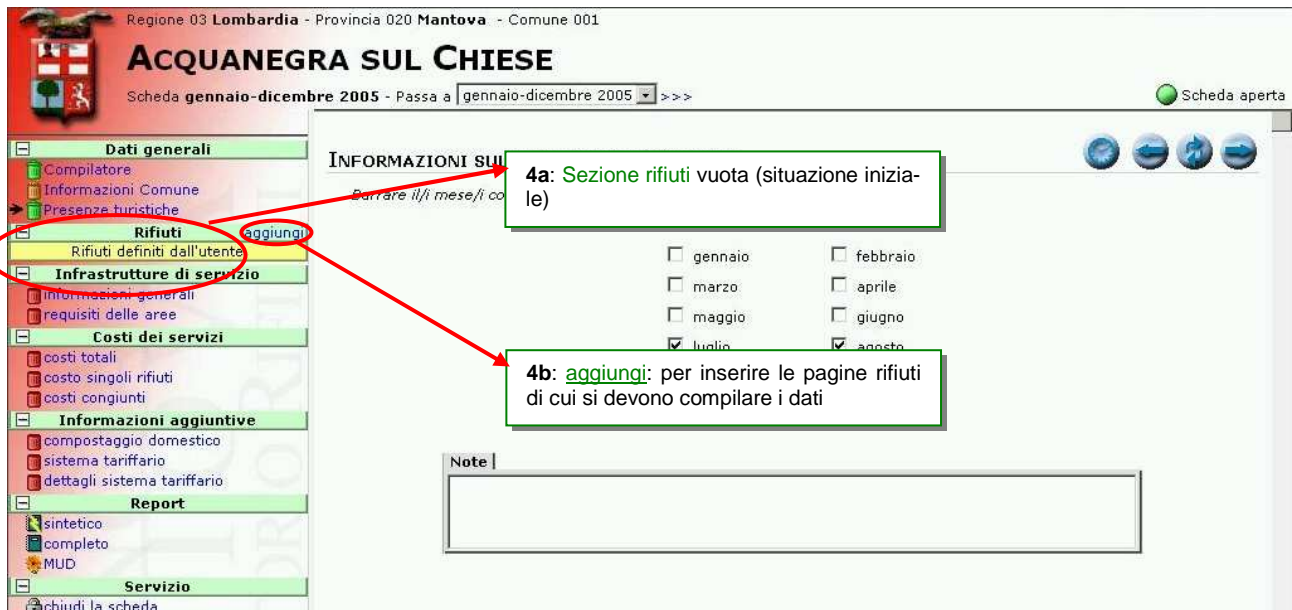 Regione 03 Lombardia - Provincia 020 Mantova - Comune 001
ACQUANEGRA SUL CHIESE
Scheda gennaio-dicembre 2005 - Passa a gennaio-dicembre 2005 >>>
Scheda aperta
Dati generali
Compilatore
Informazioni Comune
Presenze turistiche
Rifiuti aggiungi
Rifiuti definiti dall'utente
Infrastrutture di servizio
informazioni generali
requisiti delle aree
Costi dei servizi
costi totali
costo singoli rifiuti
costi congiunti
Informazioni aggiuntive
compostaggio domestico
sistema tariffario
dettagli sistema tariffario
Report
sintetico
completo
MUD
Servizio
chiudi la scheda
INFORMAZIONI SUL
Barrare il/i mese/i co
4a: Sezione rifiuti vuota (situazione inizia-
le)
gennaio febbraio
marzo aprile
maggio giugno
luglio agosto
4b: aggiungi: per inserire le pagine rifiuti
di cui si devono compilare i dati
Note